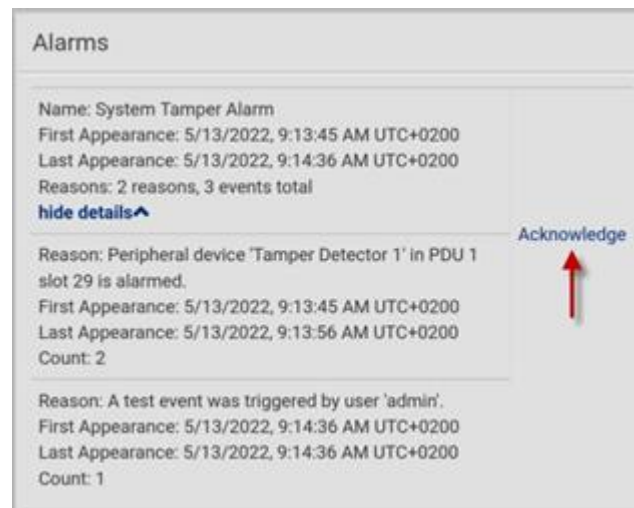 Alarms
Name: System Tamper Alarm
First Appearance: 5/13/2022, 9:13:45 AM UTC+0200
Last Appearance: 5/13/2022, 9:14:36 AM UTC+0200
Reasons: 2 reasons, 3 events total
hide details
Acknowledge
Reason: Peripheral device 'Tamper Detector 1' in PDU 1
slot 29 is alarmed.
First Appearance: 5/13/2022, 9:13:45 AM UTC+0200
Last Appearance: 5/13/2022, 9:13:56 AM UTC+0200
Count: 2
Reason: A test event was triggered by user 'admin'.
First Appearance: 5/13/2022, 9:14:36 AM UTC+0200
Last Appearance: 5/13/2022, 9:14:36 AM UTC+0200
Count: 1